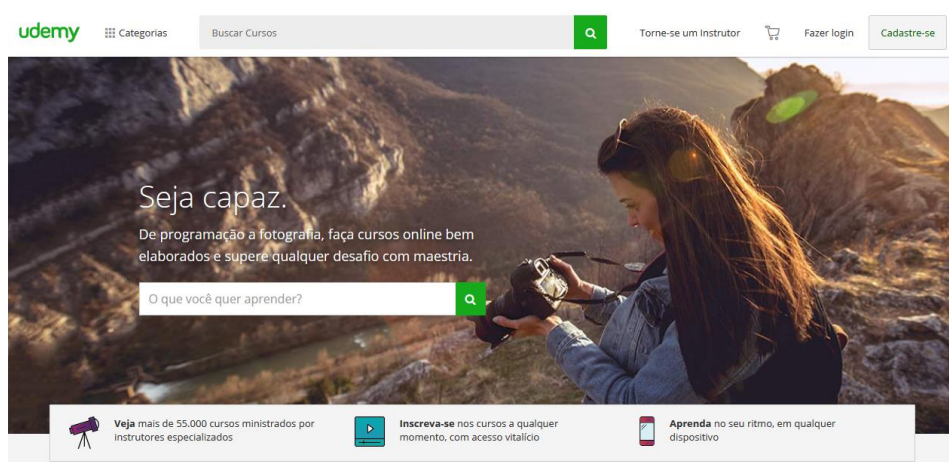 udemy
Categorias
Buscar Cursos
Torne-se um Instrutor
Fazer login
Cadastre-se
Seja capaz.
De programação a fotografia, faça cursos online bem
elaborados e supere qualquer desafio com maestria.
O que você quer aprender?
Veja mais de 55.000 cursos ministrados por
instrutores especializados
Inscreva-se nos cursos a qualquer
momento, com acesso vitalício
Aprenda no seu ritmo, em qualquer
dispositivo